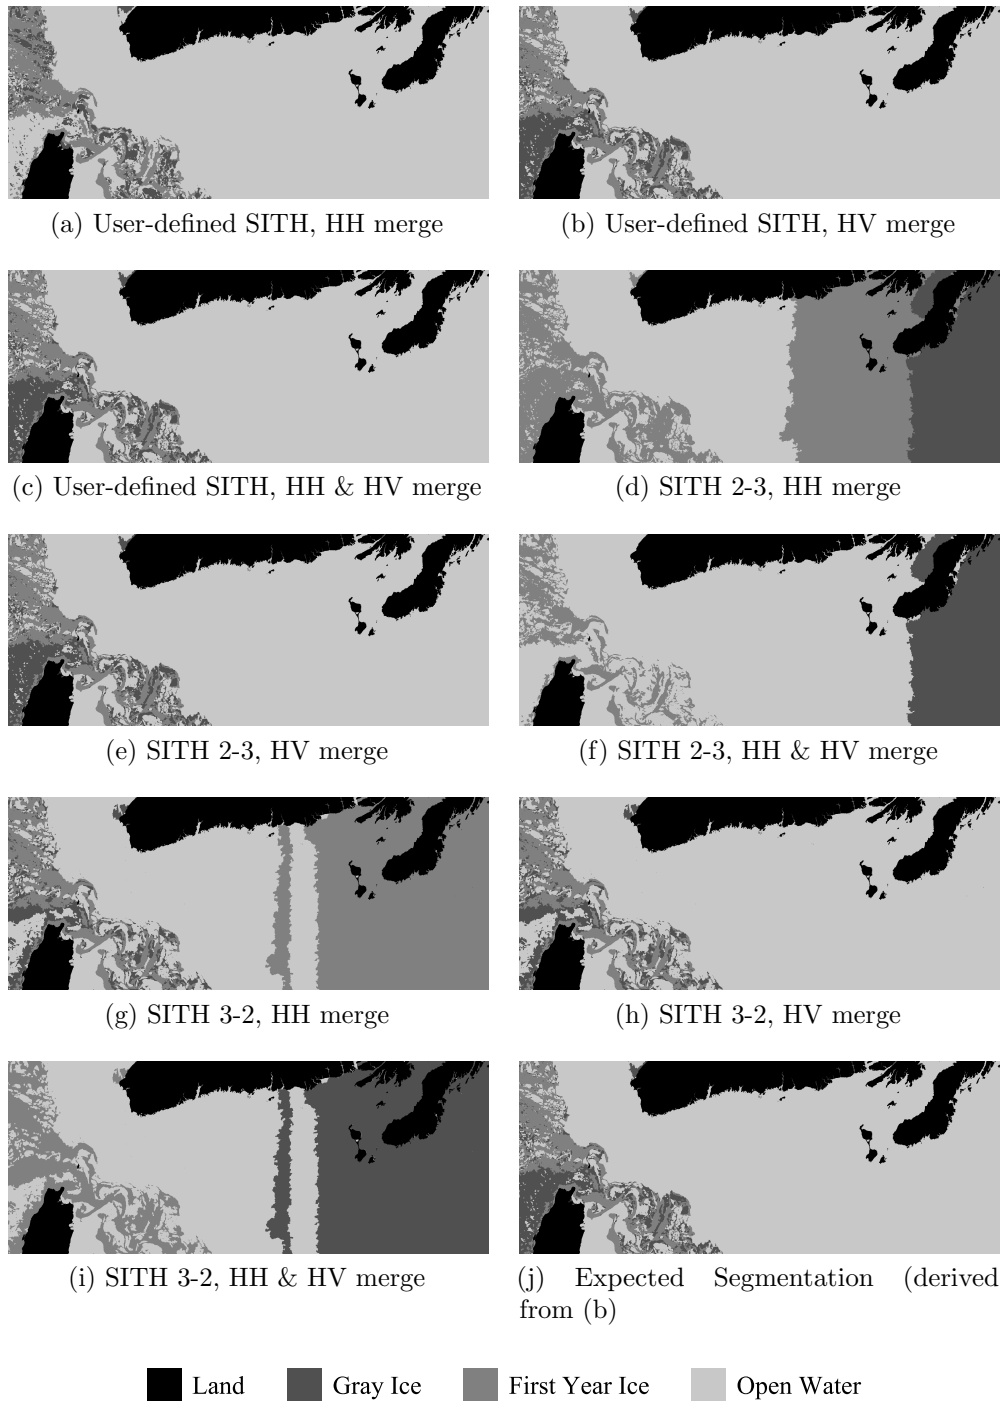 (a) User-defined SITH, HH merge
(b) User-defined SITH, HV merge
(c) User-defined SITH, HH & HV merge
(d) SITH 2-3, HH merge
(e) SITH 2-3, HV merge
(f) SITH 2-3, HH & HV merge
(g) SITH 3-2, HH merge
(h) SITH 3-2, HV merge
(i) SITH 3-2, HH & HV merge
(j) Expected Segmentation (derived
from (b)
Land
Gray Ice
First Year Ice
Open Water